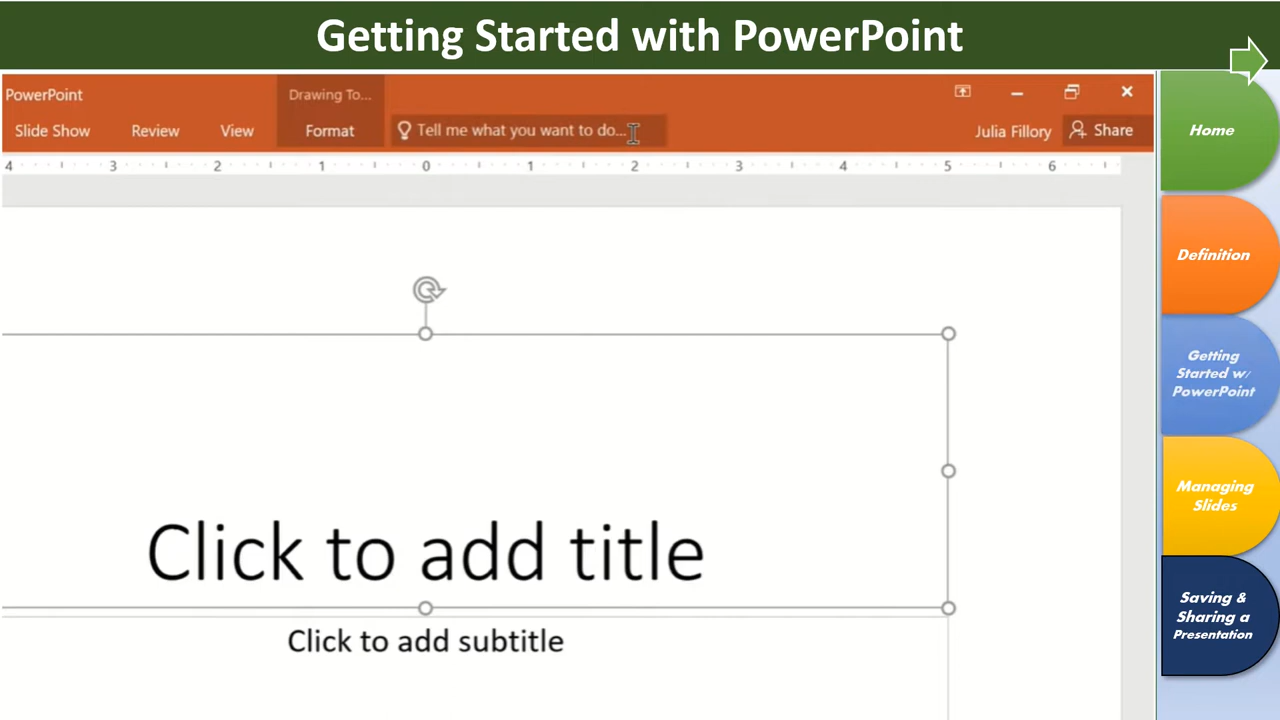 Getting Started with PowerPoint
PowerPoint
Drawing To...
Slide Show
Review
View
Format
Tell me what you want to do...
Julia Fillory
Share
4 3 2 1 0 1 2 3 4 5 6
Click to add title
Click to add subtitle
Home
Definition
Getting
Started w/
PowerPoint
Managing
Slides
Saving &
Sharing a
Presentation